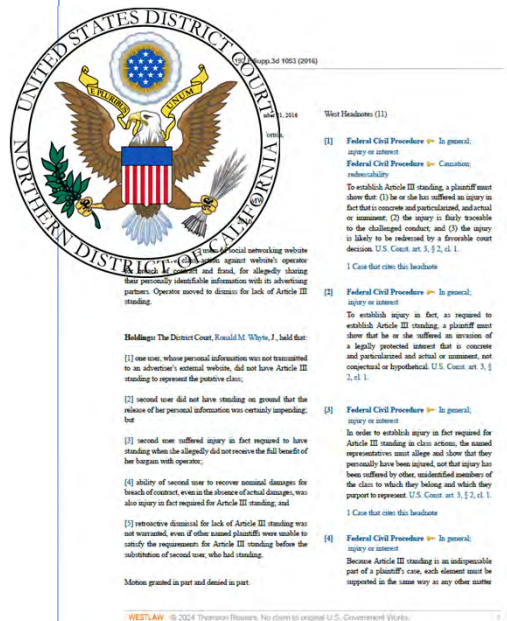 UNITED STATES DISTRICT COURT
NORTHERN DISTRICT OF CALIFORNIA
E PLURIBUS
UNUM
Supp.3d 1053 (2016)
1, 2016
users of social networking website
class action against website's operator
for breach of contract and fraud, for allegedly sharing
their personally identifiable information with its advertising
partners. Operator moved to dismiss for lack of Article III
standing.
Holdings: The District Court, Ronald M. Whyte, J., held that:
[1] one user, whose personal information was not transmitted
to an advertiser's external website, did not have Article III
standing to represent the putative class;
[2] second user did not have standing on ground that the
release of her personal information was certainly impending;
but
[3] second user suffered injury in fact required to have
standing when she allegedly did not receive the full benefit of
her bargain with operator;
[4] ability of second user to recover nominal damages for
breach of contract, even in the absence of actual damages, was
also injury in fact required for Article III standing; and
[5] retroactive dismissal for lack of Article III standing was
not warranted, even if other named plaintiffs were unable to
satisfy the requirements for Article III standing before the
substitution of second user, who had standing.
Motion granted in part and denied in part.
West Headnotes (11)
[1] Federal Civil Procedure In general;
injury or interest
Federal Civil Procedure Causation;
redressability
To establish Article III standing, a plaintiff must
show that: (1) he or she has suffered an injury in
fact that is concrete and particularized, and actual
or imminent; (2) the injury is fairly traceable
to the challenged conduct; and (3) the injury
is likely to be redressed by a favorable court
decision. U.S. Const. art. 3, § 2, cl. 1.
1 Case that cites this headnote
[2] Federal Civil Procedure In general;
injury or interest
To establish injury in fact, as required to
establish Article III standing, a plaintiff must
show that he or she suffered an invasion of
a legally protected interest that is concrete
and particularized and actual or imminent, not
conjectural or hypothetical. U.S. Const. art. 3, §
2, cl. 1.
[3] Federal Civil Procedure In general;
injury or interest
In order to establish injury in fact required for
Article III standing in class actions, the named
representatives must allege and show that they
personally have been injured, not that injury has
been suffered by other, unidentified members of
the class to which they belong and which they
purport to represent. U.S. Const. art. 3, § 2, cl. 1.
1 Case that cites this headnote
[4] Federal Civil Procedure In general;
injury or interest
Because Article III standing is an indispensable
part of a plaintiff's case, each element must be
supported in the same way as any other matter
WESTLAW © 2024 Thomson Reuters. No claim to original U.S. Government Works. 1